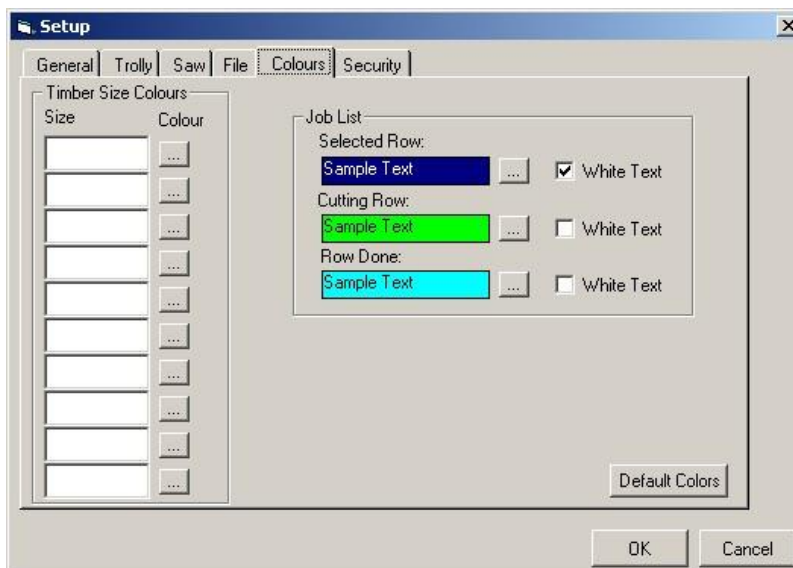 Setup
General Trolly Saw File Colours Security
Timber Size Colours
Size Colour
...
...
...
...
...
...
...
...
...
...
Job List
Selected Row:
Sample Text ... White Text
Cutting Row:
Sample Text ... White Text
Row Done:
Sample Text ... White Text
Default Colors
OK Cancel